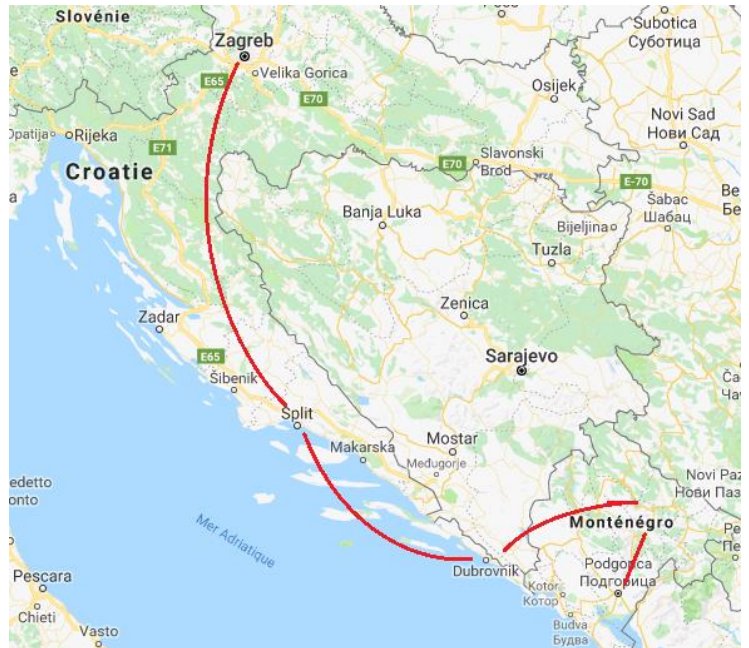 Slovénie
Zagreb
Velika Gorica
E65
E70
Osijek
Subotica
Суботица
Novi Sad
Нови Сад
Opatija
Rijeka
E71
Croatie
E70
Slavonski
Brod
E-70
Šabac
Шабац
Banja Luka
Bijeljina
Tuzla
Zadar
Zenica
E65
Sarajevo
Šibenik
Split
Makarska
Mostar
Međugorje
Novi Paz
Нови Паз
Mer Adriatique
Monténégro
Dubrovnik
Podgorica
Подгорица
Kotor
Котор
Pescara
Chieti
Vasto
Budva
Будва